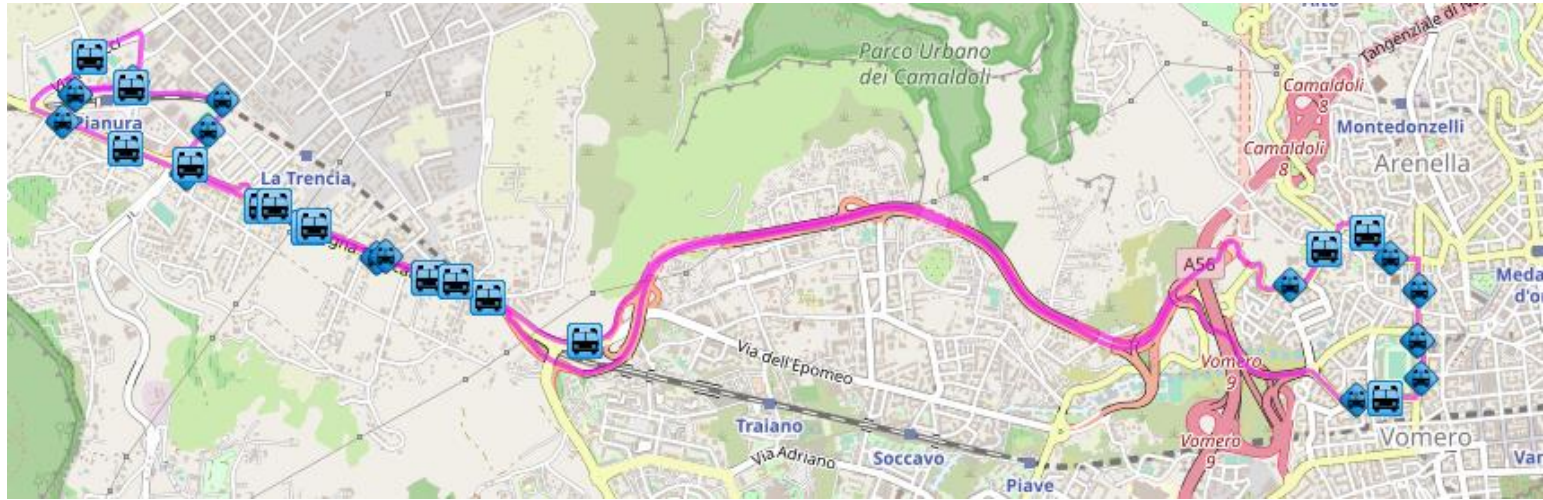 Parco Urbano
dei Camaldoli
Tangenziale di
Camaldoli
8
Montedonzelli
Camaldoli
8
Arenella
Pianura
La Trencia
A56
Meda
d'or
Via dell'Epomeo
Vomero
9
Traiano
Vomero
9
Vomero
Soccavo
Via Adriano
Piave
Van